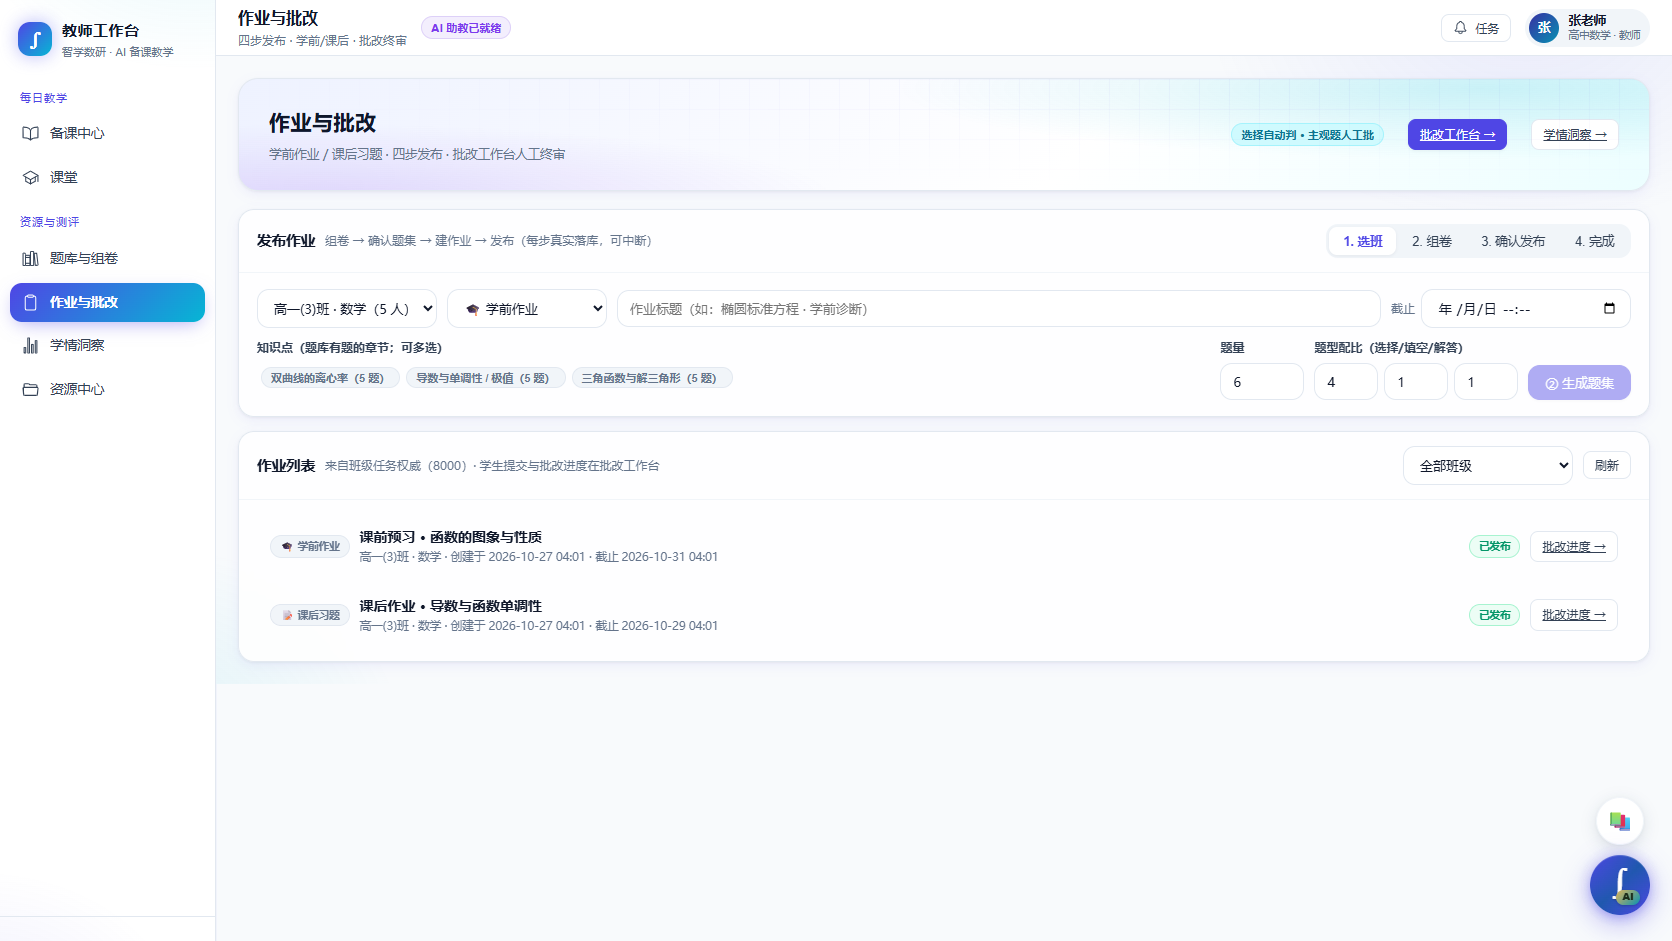 教师工作台
智学数研 · AI 备课教学
每日教学
备课中心
课堂
资源与测评
题库与组卷
作业与批改
学情洞察
资源中心
作业与批改
四步发布 · 学前/课后 · 批改终审
AI 助教已就绪
任务
张
张老师
高中数学 · 教师
作业与批改
学前作业 / 课后习题 · 四步发布 · 批改工作台人工终审
选择自动判 • 主观题人工批
批改工作台 →
学情洞察 →
发布作业 组卷 → 确认题集 → 建作业 → 发布（每步真实落库，可中断）
1. 选班
2. 组卷
3. 确认发布
4. 完成
高一(3)班 · 数学（5 人）
学前作业
作业标题（如：椭圆标准方程 · 学前诊断）
截止
年 /月/日 --:--
知识点（题库有题的章节；可多选）
题量
题型配比（选择/填空/解答）
双曲线的离心率（5 题）
导数与单调性 / 极值（5 题）
三角函数与解三角形（5 题）
6
4
1
1
② 生成题集
作业列表 来自班级任务权威（8000）· 学生提交与批改进度在批改工作台
全部班级
刷新
学前作业
课前预习 • 函数的图象与性质
高一(3)班 · 数学 · 创建于 2026-10-27 04:01 · 截止 2026-10-31 04:01
已发布
批改进度 →
课后习题
课后作业 • 导数与函数单调性
高一(3)班 · 数学 · 创建于 2026-10-27 04:01 · 截止 2026-10-29 04:01
已发布
批改进度 →
∫
AI